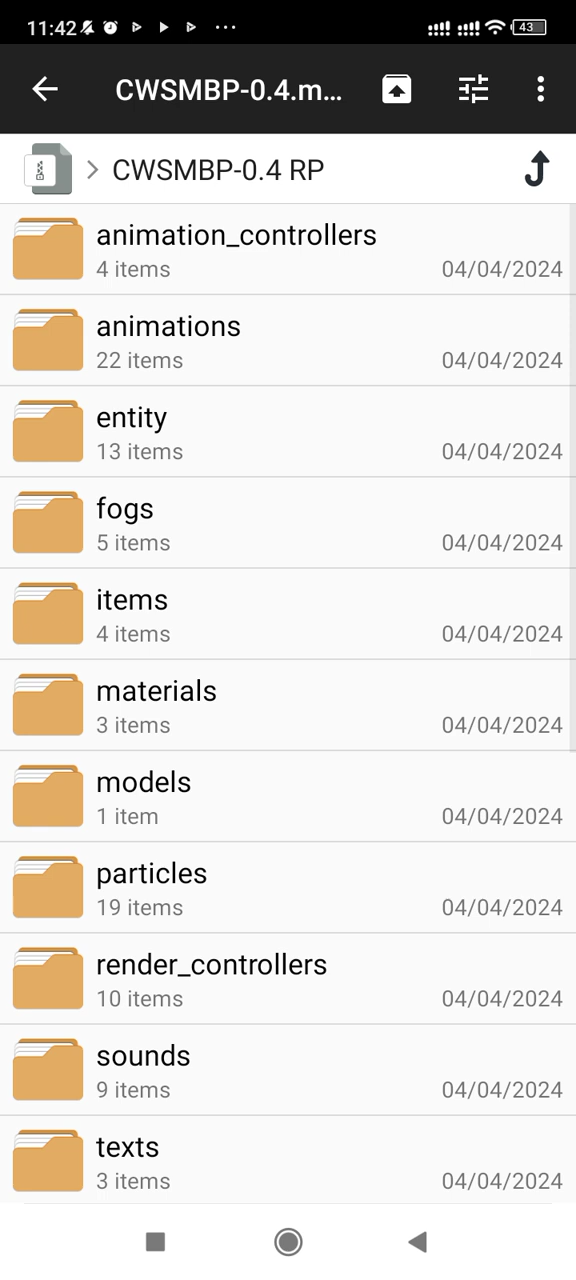 11:42
43
CWSMBP-0.4.m...
CWSMBP-0.4 RP
animation_controllers
4 items 04/04/2024
animations
22 items 04/04/2024
entity
13 items 04/04/2024
fogs
5 items 04/04/2024
items
4 items 04/04/2024
materials
3 items 04/04/2024
models
1 item 04/04/2024
particles
19 items 04/04/2024
render_controllers
10 items 04/04/2024
sounds
9 items 04/04/2024
texts
3 items 04/04/2024